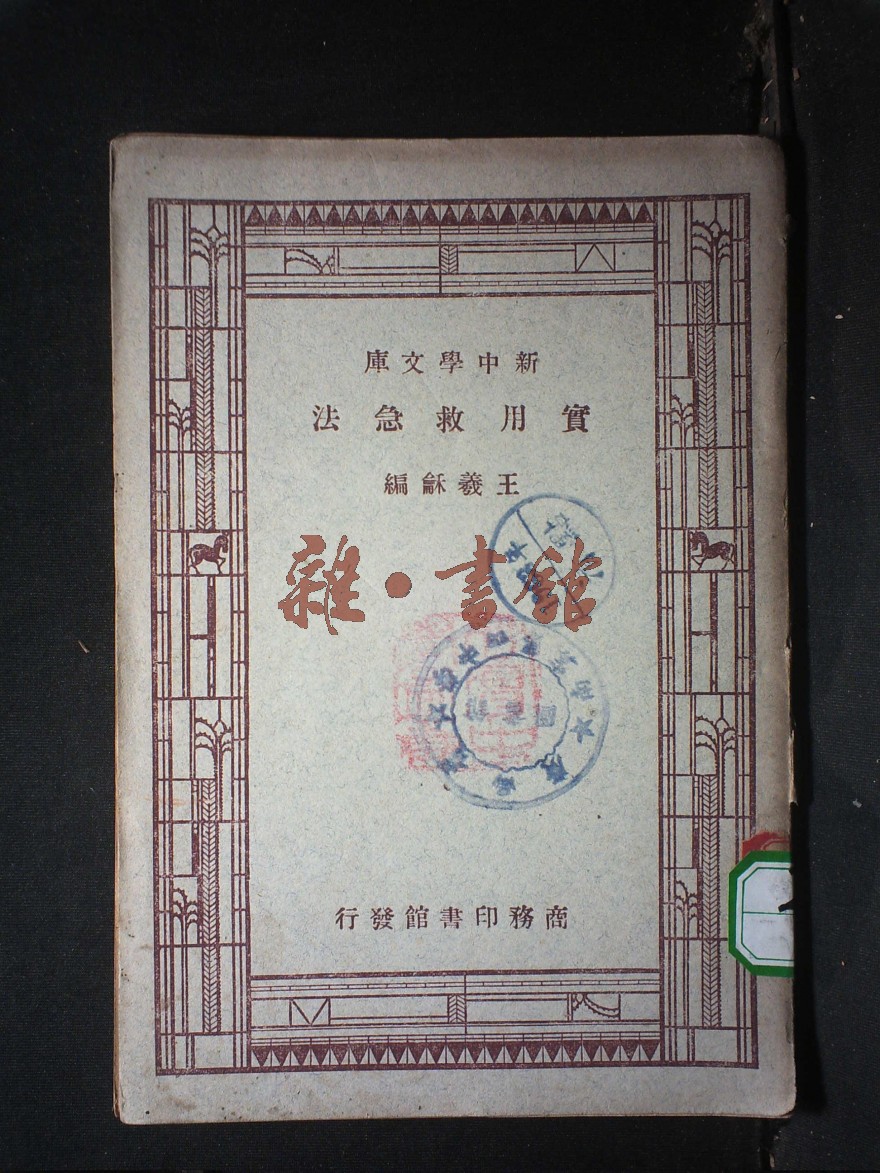 新中學文庫
實用救急法
王羲龢編
雜·書館
商務印書館發行